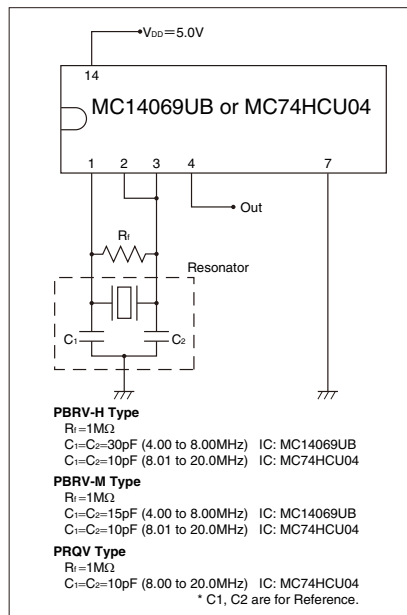 VDD=5.0V
14
MC14069UB or MC74HCU04
1 2 3 4 7
Out
Rf
Resonator
C1 C2
PBRV-H Type
Rf=1MΩ
C1=C2=30pF (4.00 to 8.00MHz) IC: MC14069UB
C1=C2=10pF (8.01 to 20.0MHz) IC: MC74HCU04
PBRV-M Type
Rf=1MΩ
C1=C2=15pF (4.00 to 8.00MHz) IC: MC14069UB
C1=C2=10pF (8.01 to 20.0MHz) IC: MC74HCU04
PRQV Type
Rf=1MΩ
C1=C2=10pF (8.00 to 20.0MHz) IC: MC74HCU04
* C1, C2 are for Reference.